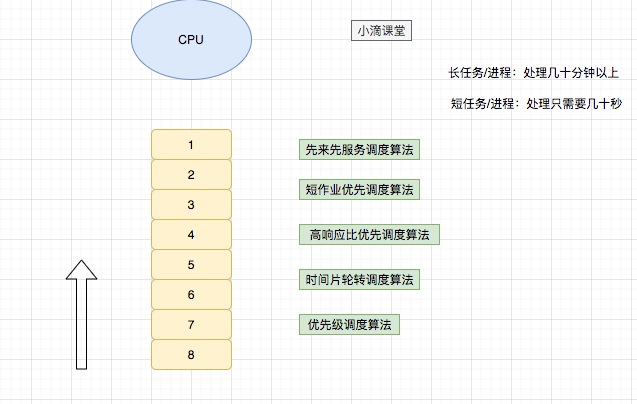 CPU
小滴课堂
长任务/进程：处理几十分钟以上
短任务/进程：处理只需要几十秒
1
先来先服务调度算法
2
短作业优先调度算法
3
4
高响应比优先调度算法
5
时间片轮转调度算法
6
7
优先级调度算法
8